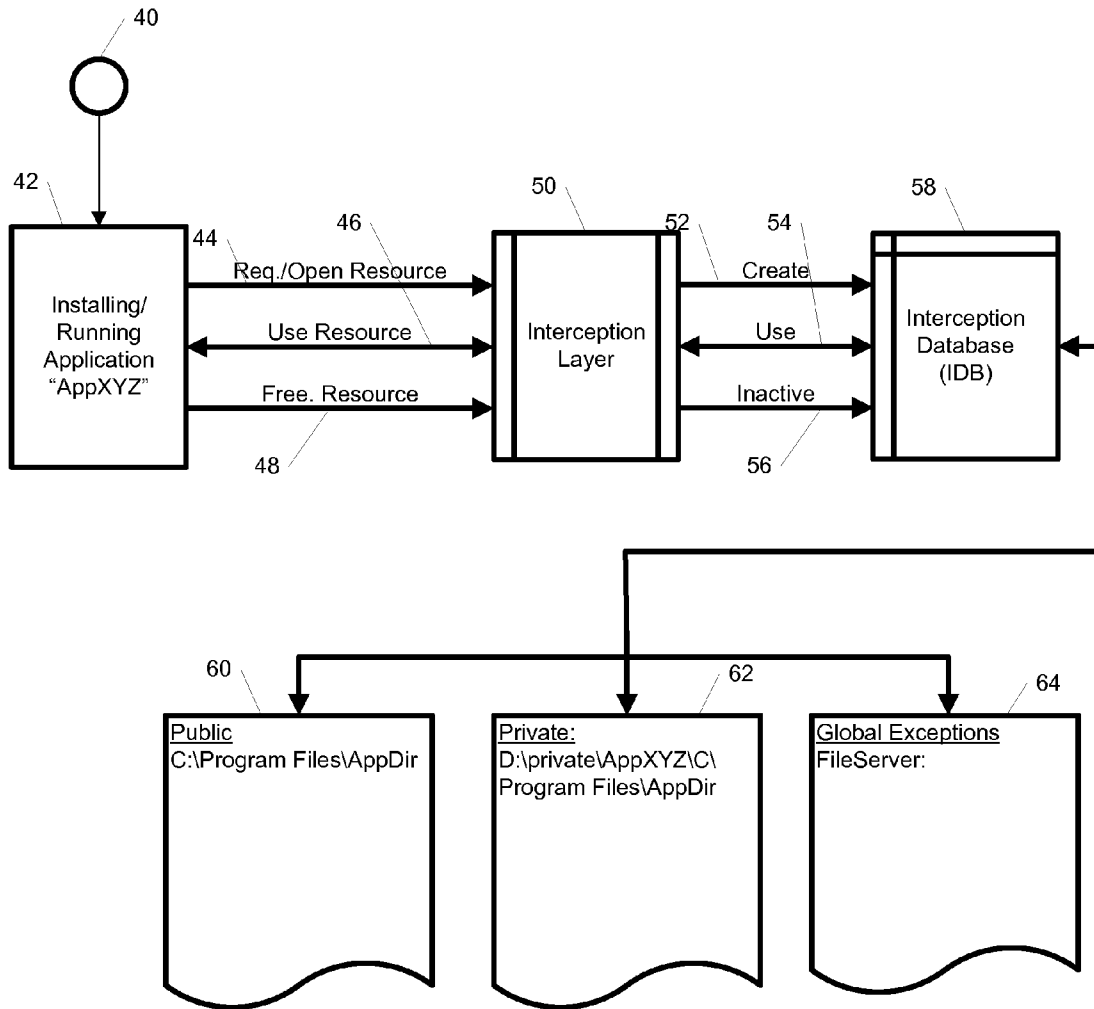 40
42
44
46
50
52
54
58
Req./Open Resource
Create
Installing/
Running
Application
“AppXYZ”
Use Resource
Interception
Layer
Use
Interception
Database
(IDB)
Free. Resource
Inactive
48
56
60
62
64
Public
C:\Program Files\AppDir
Private:
D:\private\AppXYZ\C\
Program Files\AppDir
Global Exceptions
FileServer: